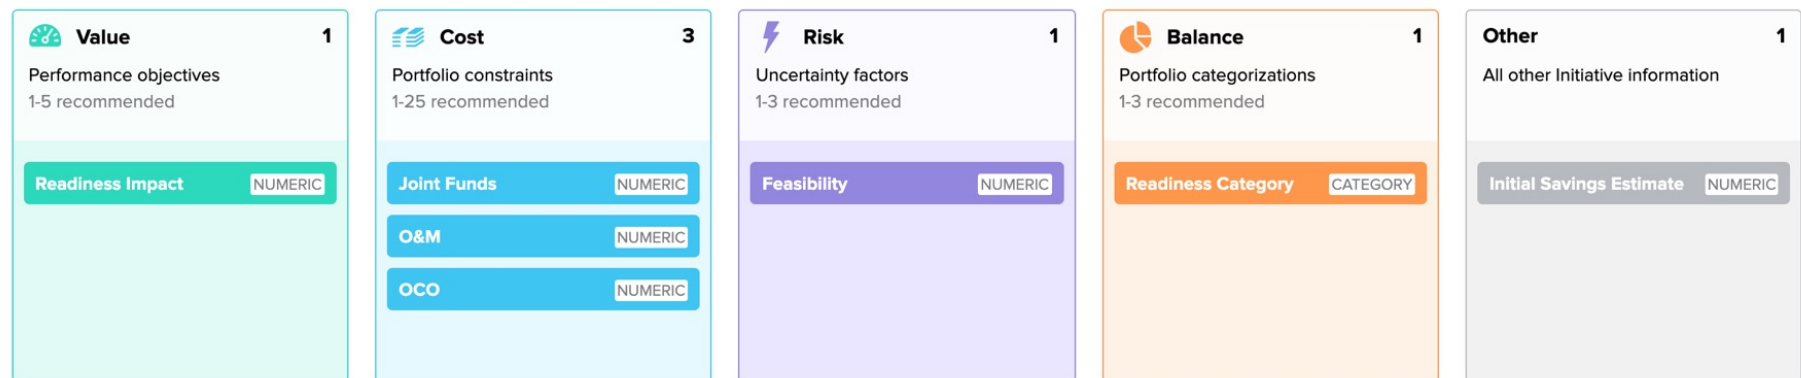 Value 1
Performance objectives
1-5 recommended
Readiness Impact NUMERIC
Cost 3
Portfolio constraints
1-25 recommended
Joint Funds NUMERIC
O&M NUMERIC
OCO NUMERIC
Risk 1
Uncertainty factors
1-3 recommended
Feasibility NUMERIC
Balance 1
Portfolio categorizations
1-3 recommended
Readiness Category CATEGORY
Other 1
All other Initiative information
Initial Savings Estimate NUMERIC